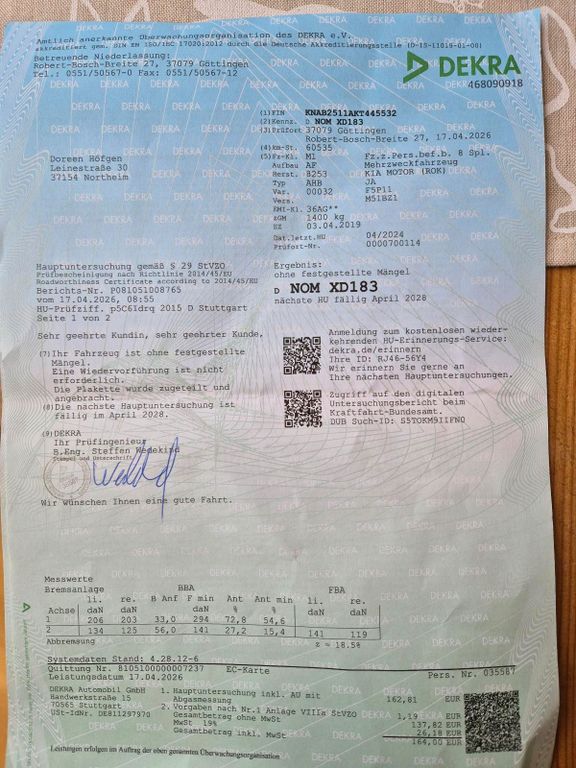 Amtlich anerkannte Überwachungsorganisation des DEKRA e.V.
akkreditiert gem. DIN EN ISO/IEC 17020:2012 durch die Deutsche Akkreditierungsstelle (D-IS-11019-01-00)
Betreuende Niederlassung:
Robert-Bosch-Breite 27, 37079 Göttingen
Tel.: 0551/50567-0 Fax: 0551/50567-12
DEKRA
468090918
(1)FIN KNAB2511AKT445532
(2)Kennz. D NOM XD183
(3)Prüfort 37079 Göttingen
Robert-Bosch-Breite 27, 17.04.2026
(4)km-St. 60535
(5)Fz-Kl. M1 Fz.z.Pers.bef.b. 8 Spl.
Aufbau AF Mehrzweckfahrzeug
Herst. 8253 KIA MOTOR (ROK)
Typ AHB JA
Var. 00032 F5P11
Vers. M51BZ1
EMI-Kl. 36AG**
zGM 1400 kg
EZ 03.04.2019
Dat.letzt.HU 04/2024
Prüfort-Nr. 0000700114
Doreen Höfgen
Leinestraße 30
37154 Northeim
Hauptuntersuchung gemäß § 29 StVZO
Prüfbescheinigung nach Richtlinie 2014/45/EU
Roadworthiness Certificate according to 2014/45/EU
Berichts-Nr. P081051008765
vom 17.04.2026, 08:55
HU-Prüfziff. p5C6Idrq 2015 D Stuttgart
Seite 1 von 2
Ergebnis:
ohne festgestellte Mängel
D NOM XD183
nächste HU fällig April 2028
Sehr geehrte Kundin, sehr geehrter Kunde,
(7)Ihr Fahrzeug ist ohne festgestellte
Mängel.
Eine Wiedervorführung ist nicht
erforderlich.
Die Plakette wurde zugeteilt und
angebracht.
(8)Die nächste Hauptuntersuchung ist
fällig im April 2028.
(9)DEKRA
Ihr Prüfingenieur
B.Eng. Steffen Wedekind
Stempel und Unterschrift
Wir wünschen Ihnen eine gute Fahrt.
Anmeldung zum kostenlosen wieder-
kehrenden HU-Erinnerungs-Service:
dekra.de/erinnern
Ihre ID: RJ46-56Y4
Wir erinnern Sie gerne an
Ihre nächsten Hauptuntersuchungen.
Zugriff auf den digitalen
Untersuchungsbericht beim
Kraftfahrt-Bundesamt.
DUB Such-ID: S5TOKM9IIFN0
Messwerte
Bremsanlage BBA FBA
li. re. B Anf F min Ant Ant min li. re.
Achse daN daN daN % % daN daN
1 206 203 33,0 294 72,8 54,6
2 134 125 56,0 141 27,2 15,4 141 119
Abbremsung z = 18.5%
Systemdaten Stand: 4.28.12-6
Quittung Nr. 8105100000007237 EC-Karte Pers. Nr. 035587
Leistungsdatum 17.04.2026
DEKRA Automobil GmbH
Handwerkstraße 15
70565 Stuttgart
USt-IdNr. DE811297970
1. Hauptuntersuchung inkl. AU mit
Abgasmessung 162,81 EUR
2. Vorgaben nach Nr.1 Anlage VIIIa StVZO 1,19 EUR
Gesamtbetrag ohne MwSt 137,82 EUR
MwSt 19% 26,18 EUR
Gesamtbetrag inkl. MwSt 164,00 EUR
Leistungen erfolgen im Auftrag der oben genannten Überwachungsorganisation